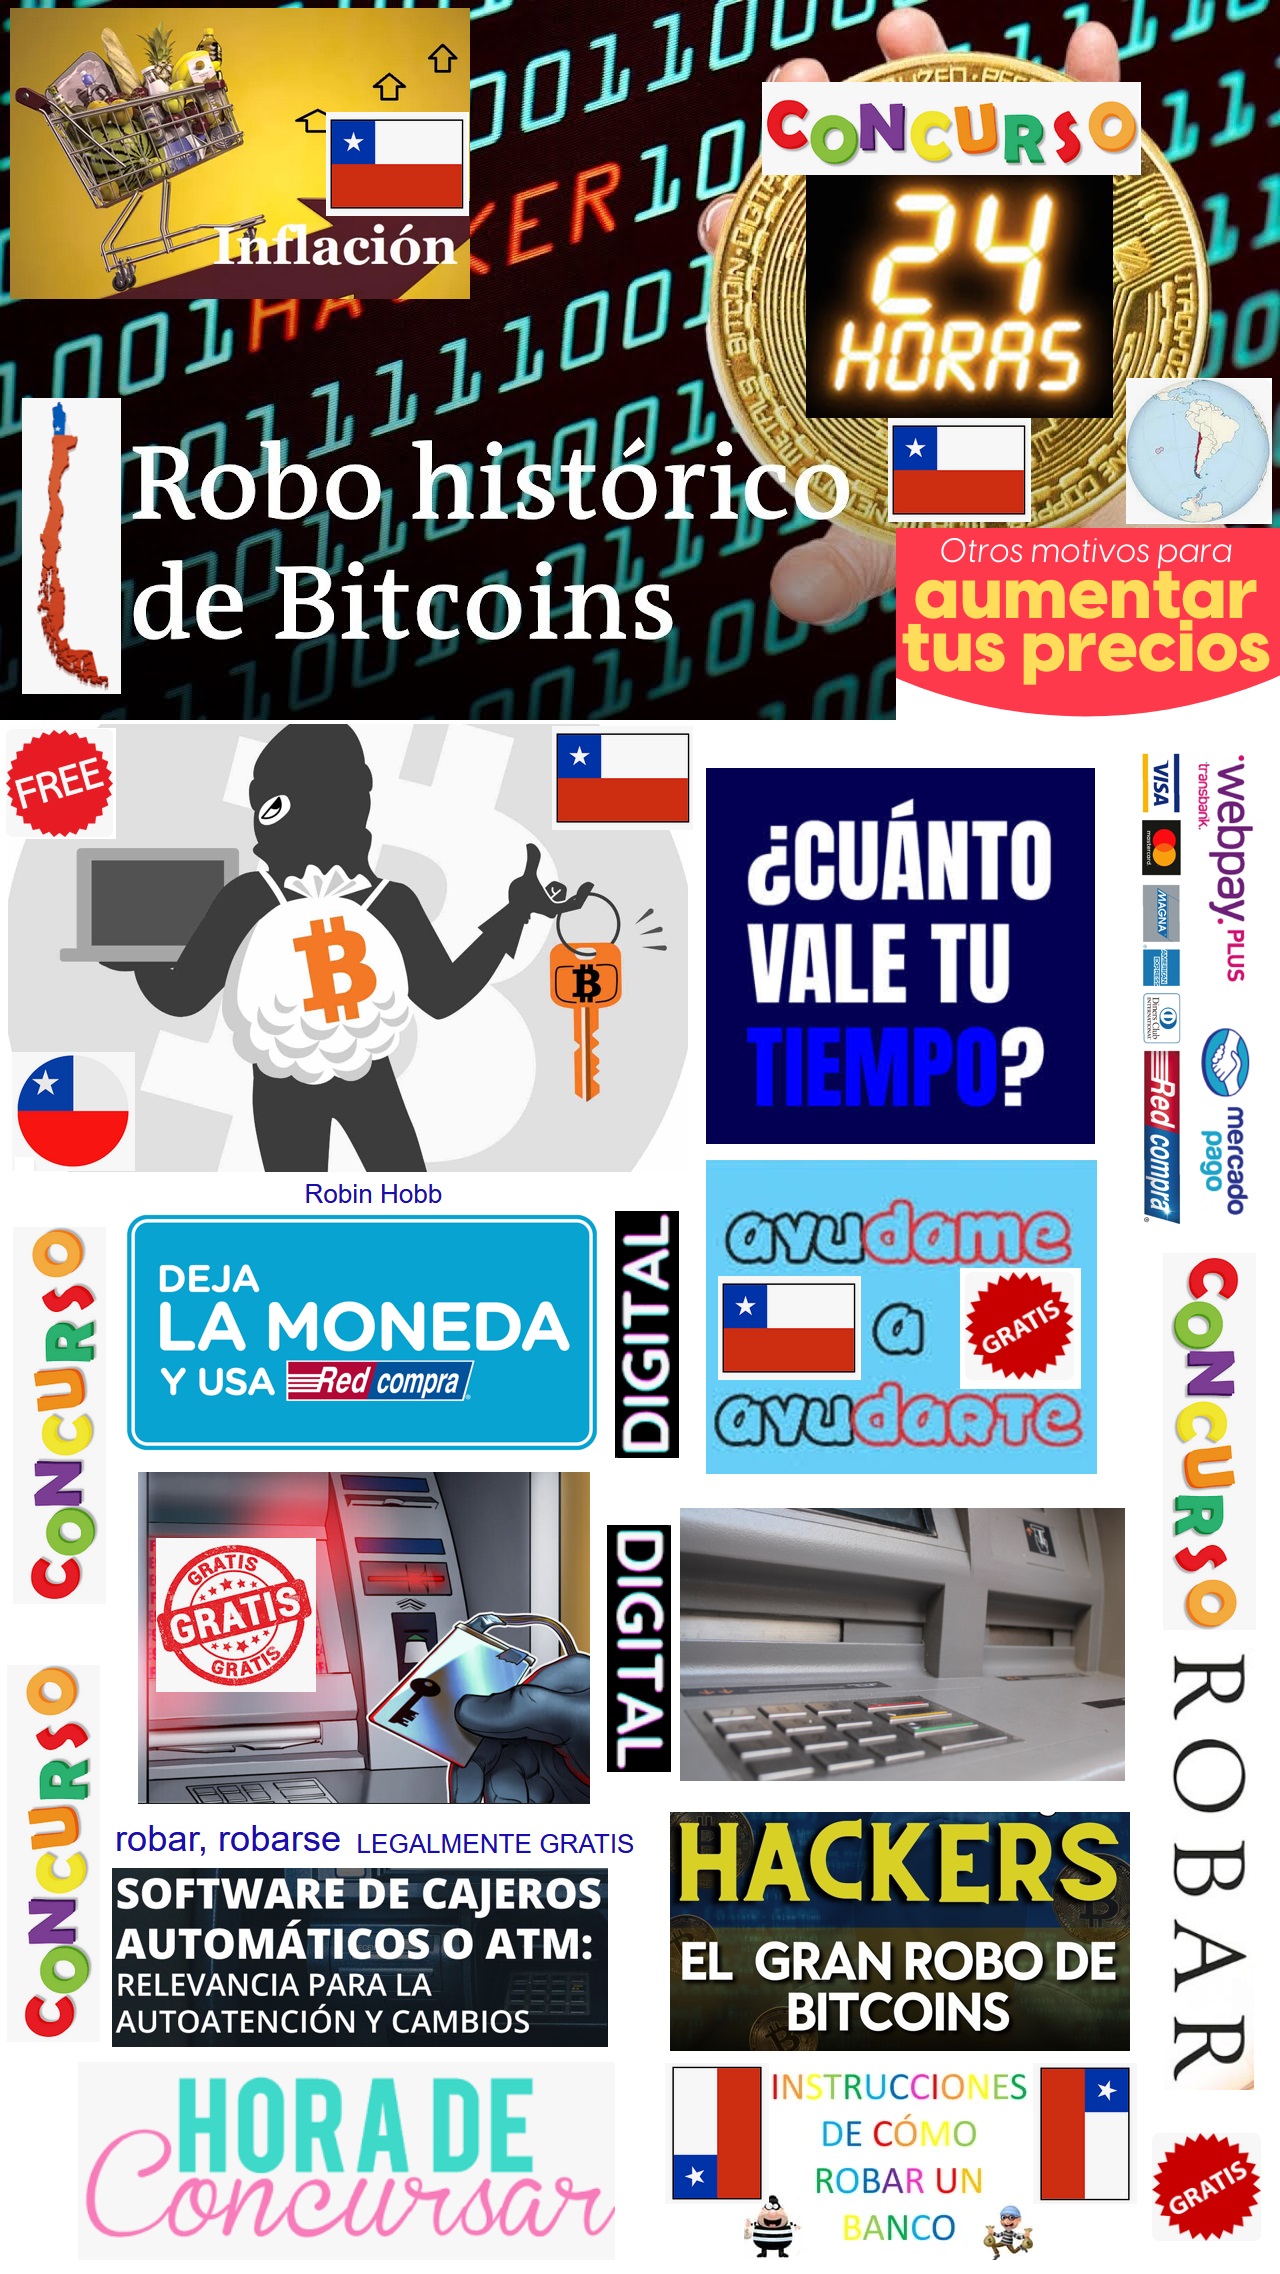 Inflación
CONCURSO
24
HORAS
Robo histórico
de Bitcoins
Otros motivos para
aumentar
tus precios
FREE
¿CUÁNTO
VALE TU
TIEMPO?
webpay. PLUS
transbank.
VISA
mastercard
MAGNA
AMERICAN EXPRESS
Diners Club
INTERNATIONAL
Redcompra
mercado
pago
Robin Hobb
CONCURSO
DEJA
LA MONEDA
Y USA Redcompra
DIGITAL
ayudame
a
GRATIS
ayudarte
CONCURSO
GRATIS
GRATIS
GRATIS
DIGITAL
CONCURSO
robar, robarse LEGALMENTE GRATIS
SOFTWARE DE CAJEROS
AUTOMÁTICOS O ATM:
RELEVANCIA PARA LA
AUTOATENCIÓN Y CAMBIOS
HACKERS
EL GRAN ROBO DE
BITCOINS
ROBAR
HORA DE
Concursar
INSTRUCCIONES
DE CÓMO
ROBAR UN
BANCO
GRATIS